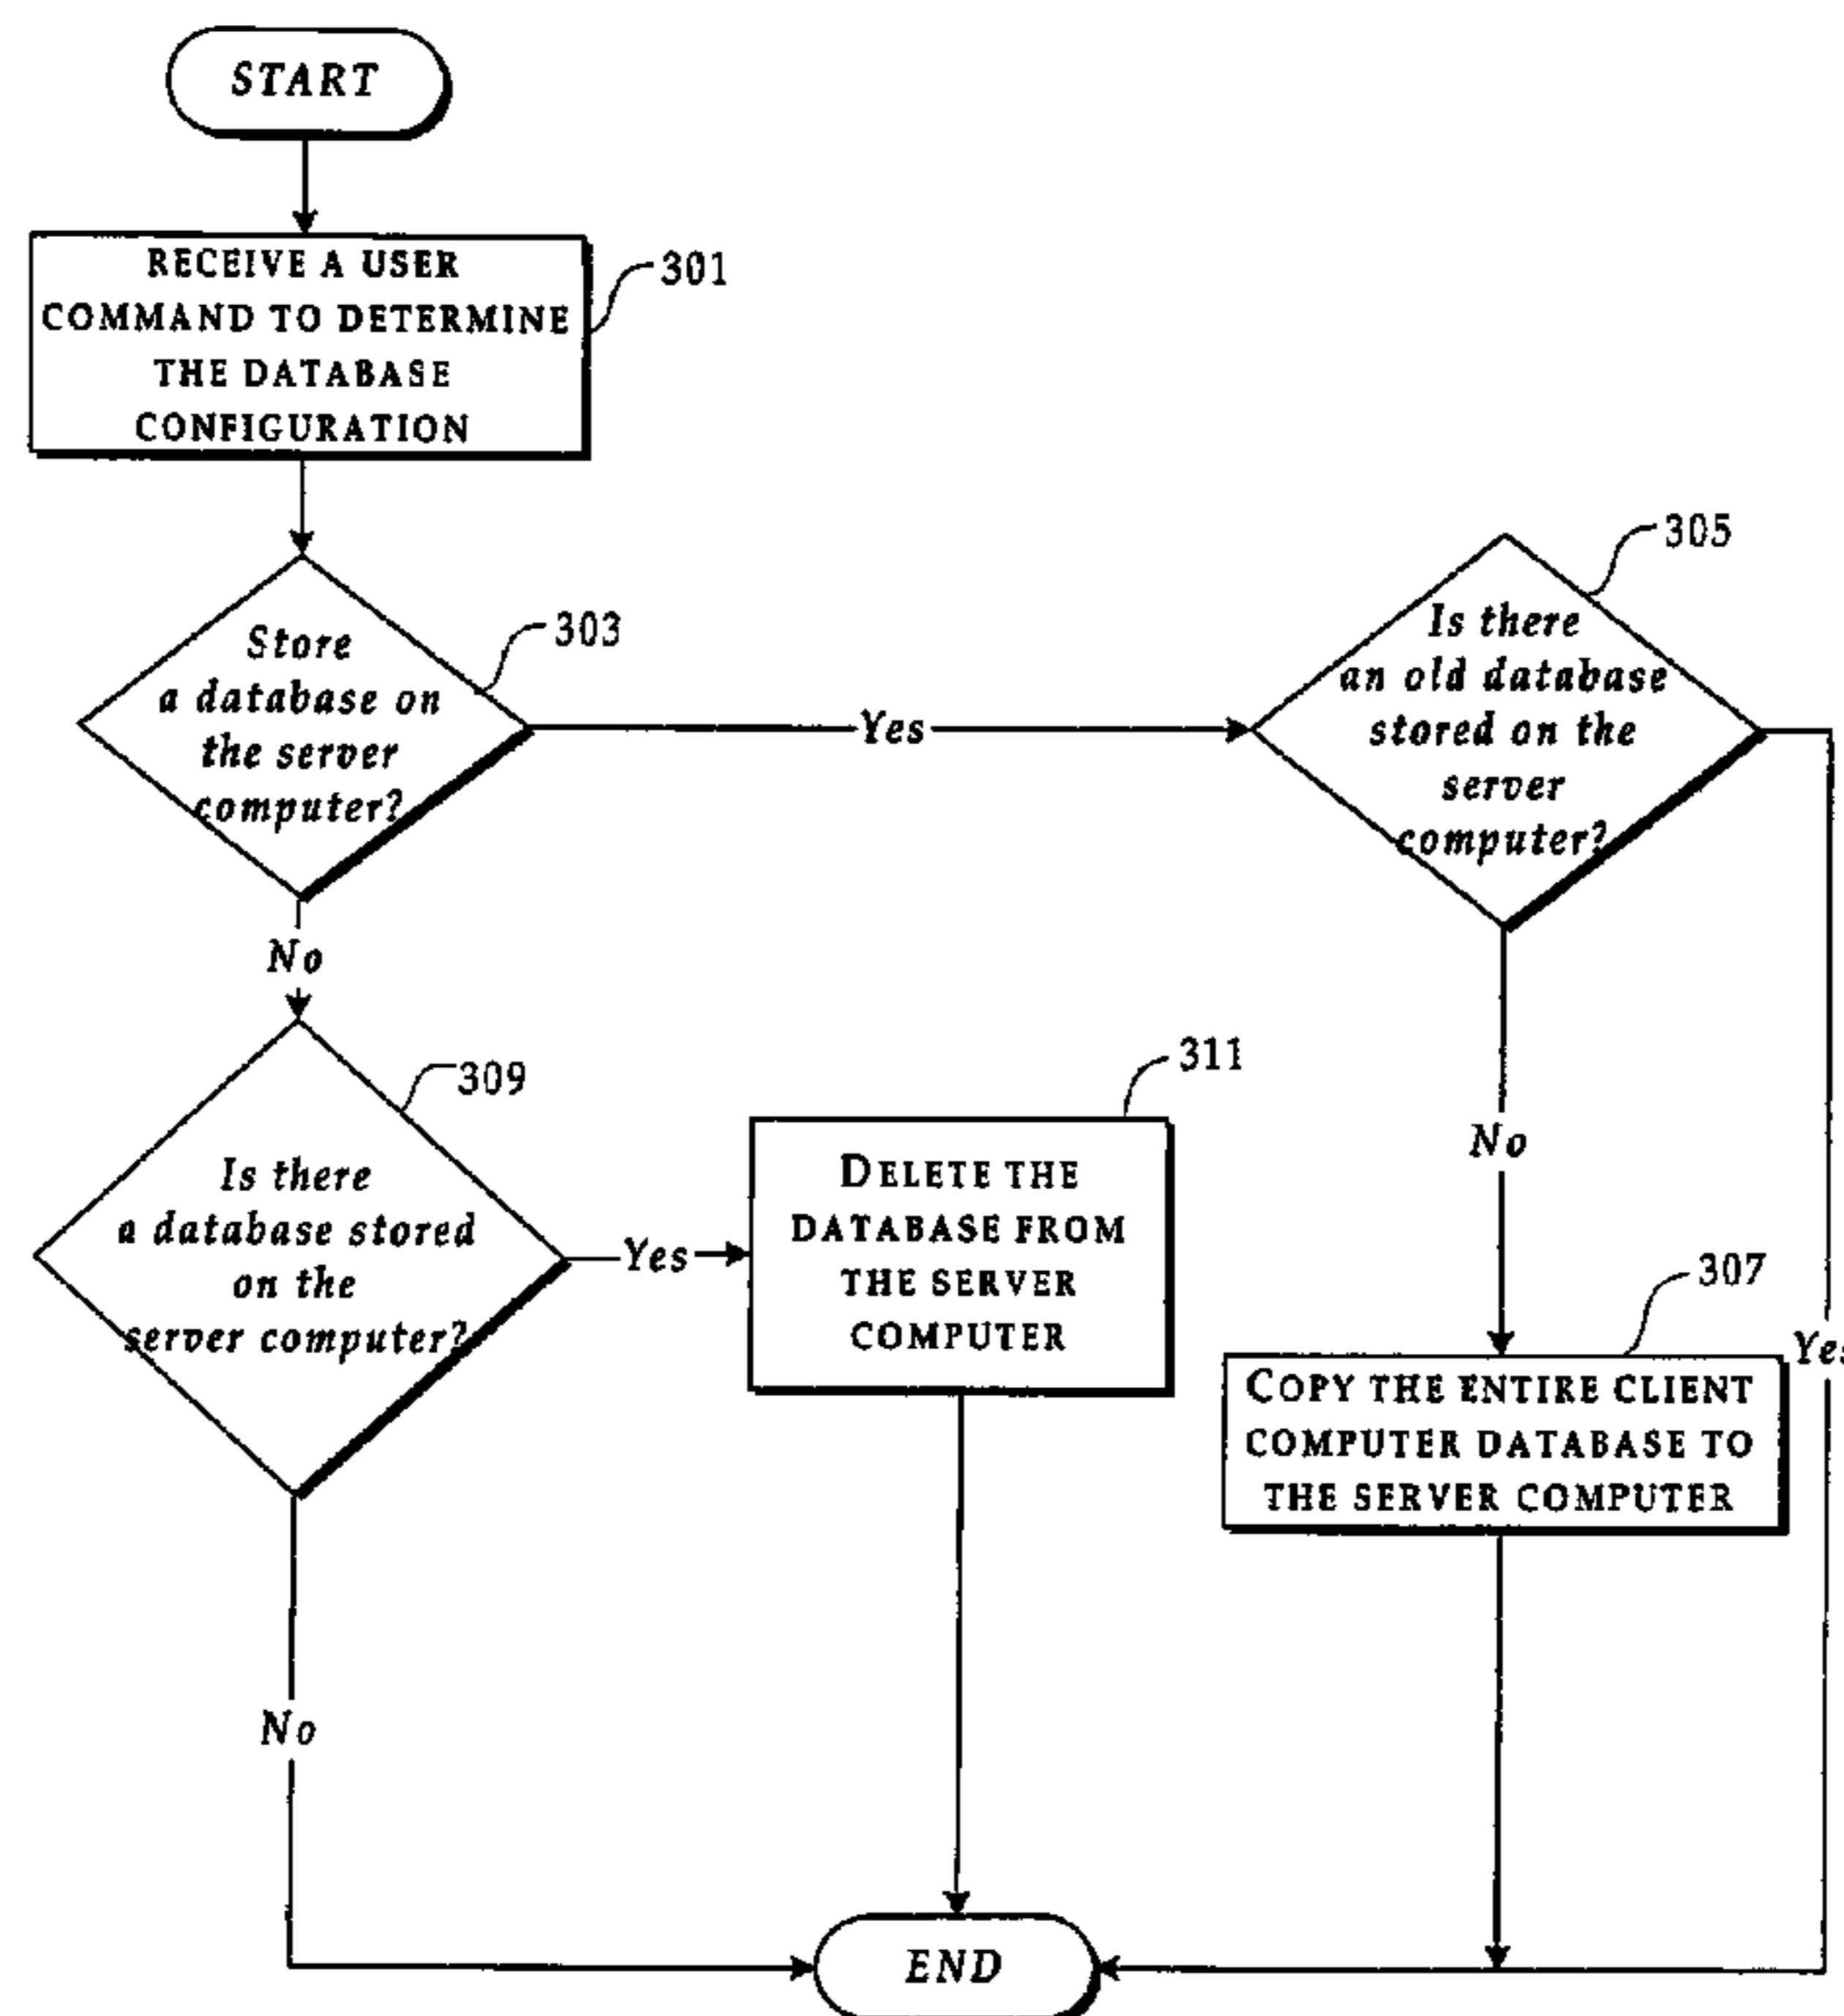 START
RECEIVE A USER
COMMAND TO DETERMINE
THE DATABASE
CONFIGURATION
301
Store
a database on
the server
computer?
303
Yes
Is there
an old database
stored on the
server
computer?
305
No
Is there
a database stored
on the
server computer?
309
Yes
DELETE THE
DATABASE FROM
THE SERVER
COMPUTER
311
No
Yes
COPY THE ENTIRE CLIENT
COMPUTER DATABASE TO
THE SERVER COMPUTER
307
No
END